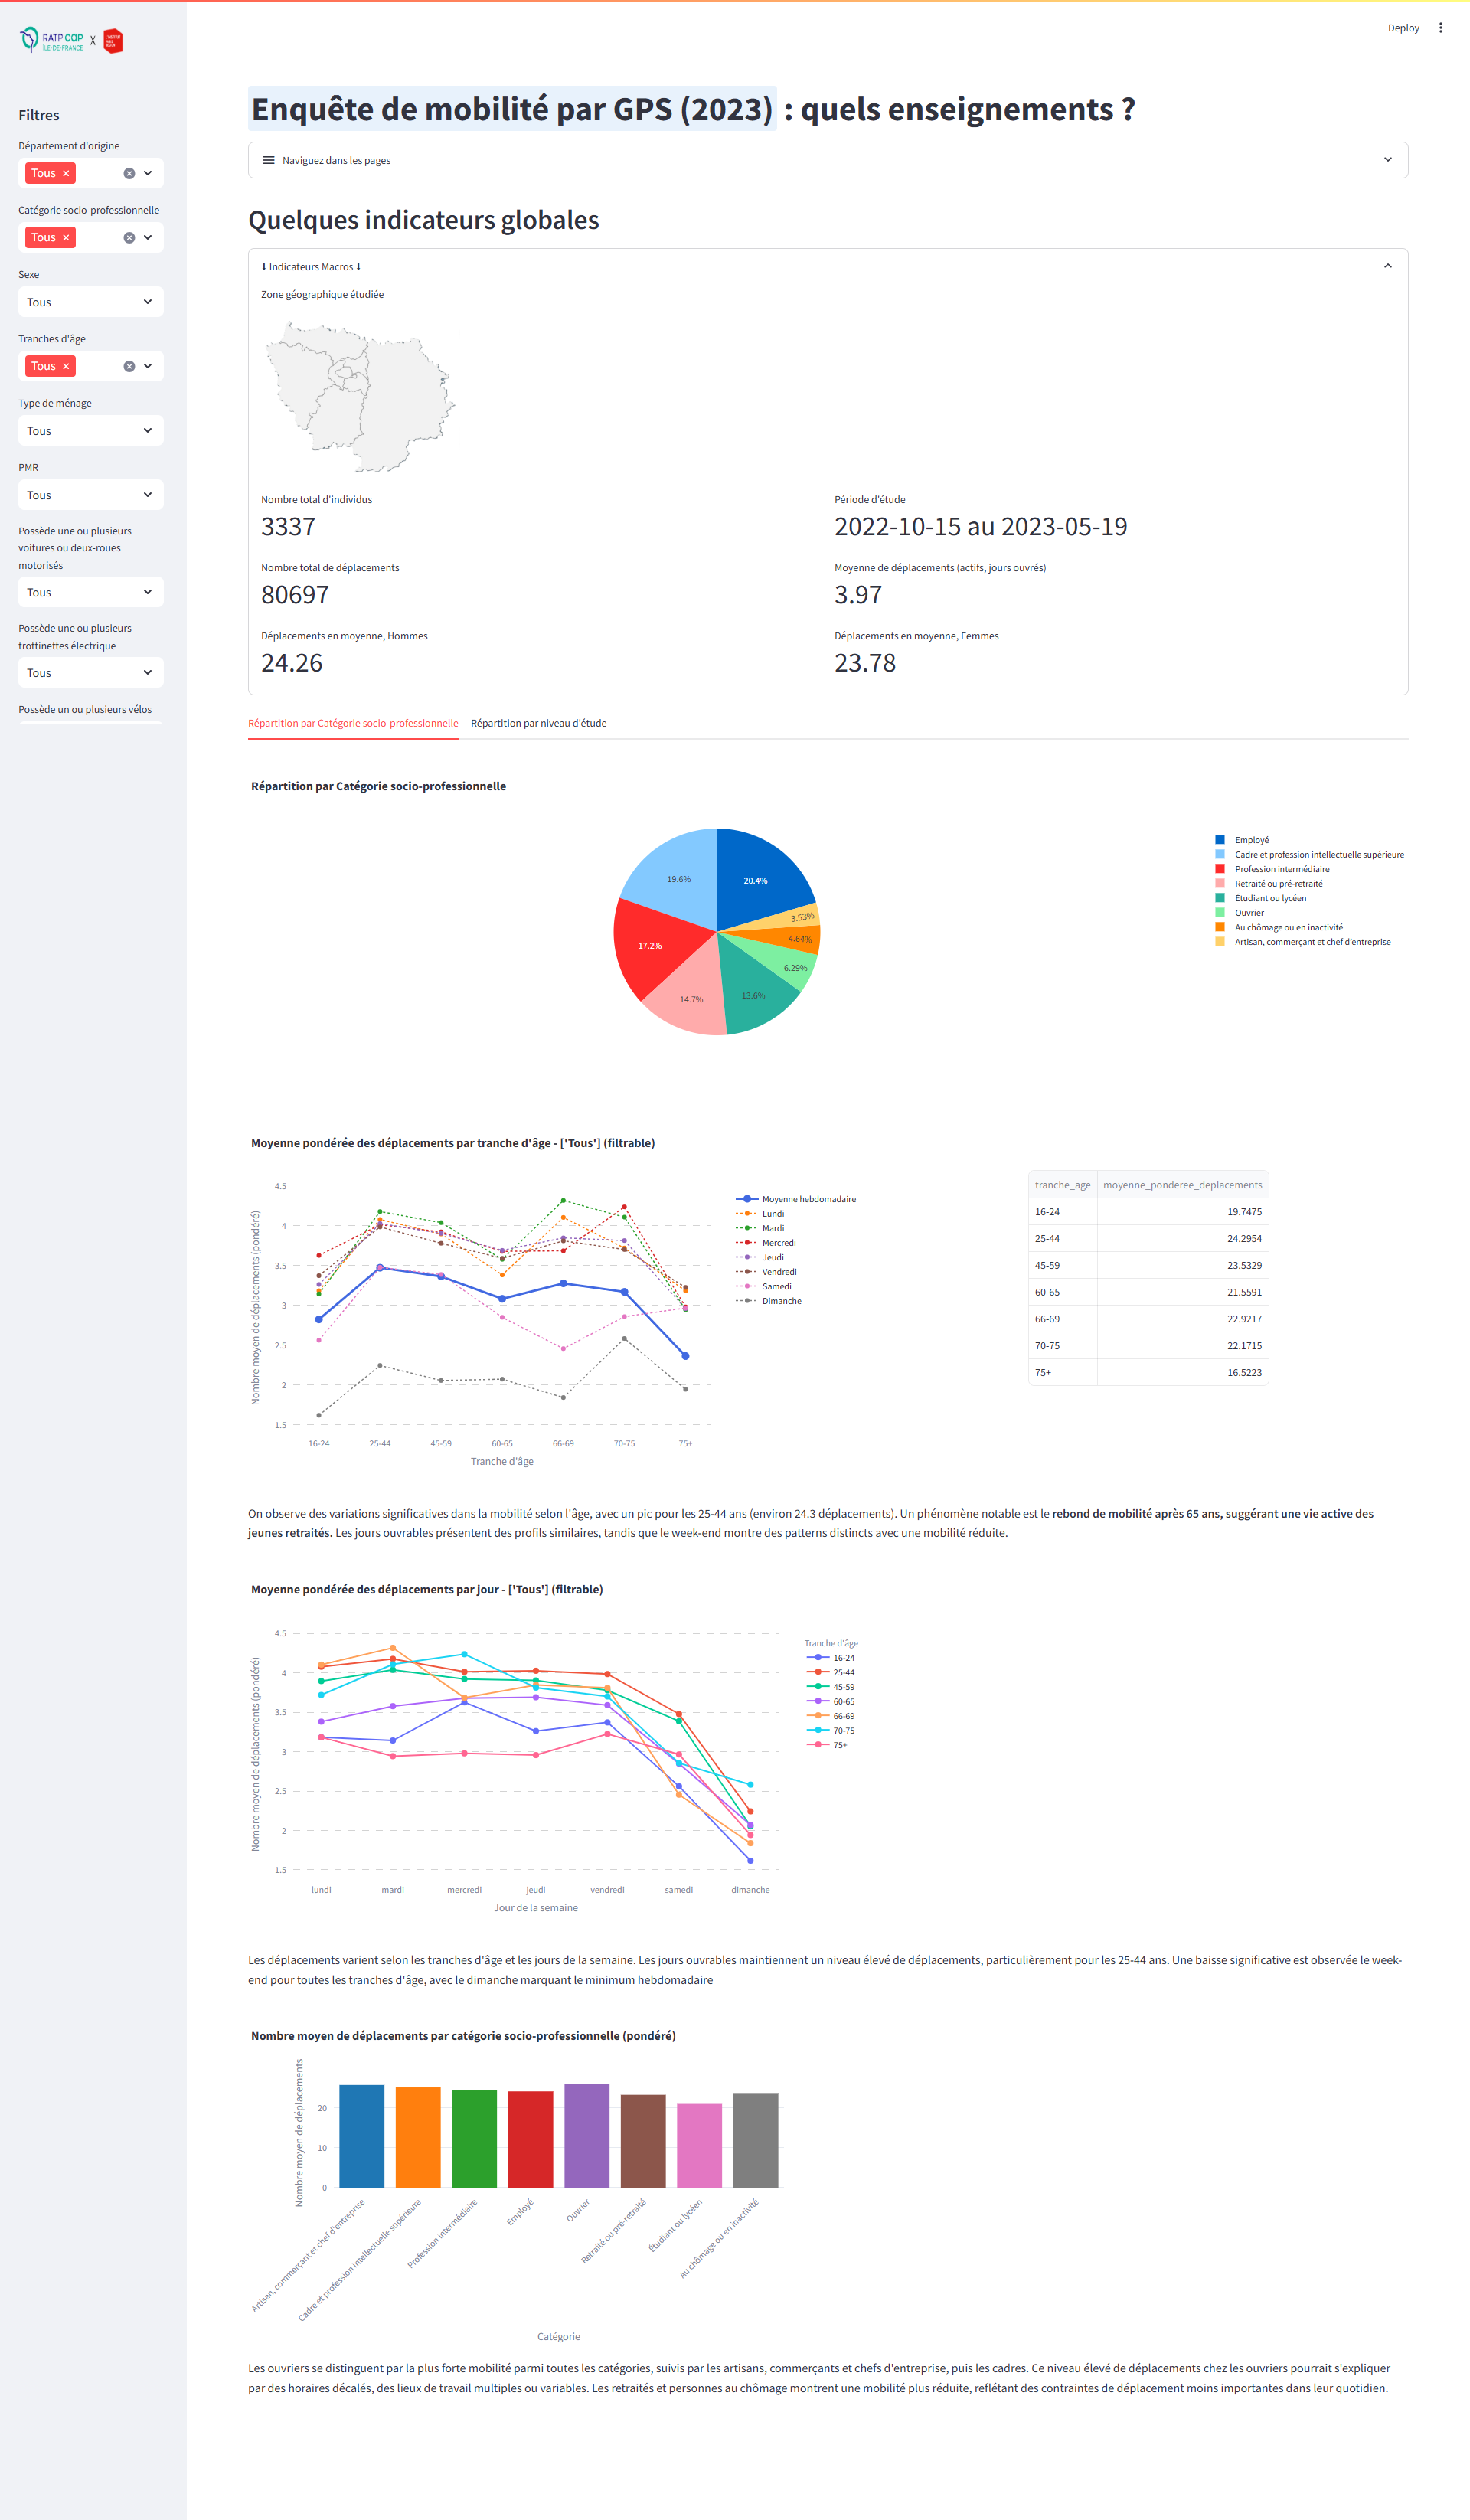 RATP CAP
ÎLE-DE-FRANCE
X
Deploy
Filtres
Département d'origine
Tous
Catégorie socio-professionnelle
Tous
Sexe
Tous
Tranches d'âge
Tous
Type de ménage
Tous
PMR
Tous
Possède une ou plusieurs
voitures ou deux-roues
motorisés
Tous
Possède une ou plusieurs
trottinettes électrique
Tous
Possède un ou plusieurs vélos
Enquête de mobilité par GPS (2023) : quels enseignements ?
Naviguez dans les pages
Quelques indicateurs globales
Indicateurs Macros
Zone géographique étudiée
Nombre total d'individus
3337
Période d'étude
2022-10-15 au 2023-05-19
Nombre total de déplacements
80697
Moyenne de déplacements (actifs, jours ouvrés)
3.97
Déplacements en moyenne, Hommes
24.26
Déplacements en moyenne, Femmes
23.78
Répartition par Catégorie socio-professionnelle
Répartition par niveau d'étude
Répartition par Catégorie socio-professionnelle
19.6%
20.4%
3.53%
4.64%
6.29%
13.6%
14.7%
17.2%
Employé
Cadre et profession intellectuelle supérieure
Profession intermédiaire
Retraité ou pré-retraité
Étudiant ou lycéen
Ouvrier
Au chômage ou en inactivité
Artisan, commerçant et chef d'entreprise
Moyenne pondérée des déplacements par tranche d'âge - ['Tous'] (filtrable)
Nombre moyen de déplacements (pondéré)
4.5
4
3.5
3
2.5
2
1.5
16-24
25-44
45-59
60-65
66-69
70-75
75+
Tranche d'âge
Moyenne hebdomadaire
Lundi
Mardi
Mercredi
Jeudi
Vendredi
Samedi
Dimanche
tranche_age moyenne_ponderee_deplacements
16-24 19.7475
25-44 24.2954
45-59 23.5329
60-65 21.5591
66-69 22.9217
70-75 22.1715
75+ 16.5223
On observe des variations significatives dans la mobilité selon l'âge, avec un pic pour les 25-44 ans (environ 24.3 déplacements). Un phénomène notable est le rebond de mobilité après 65 ans, suggérant une vie active des
jeunes retraités. Les jours ouvrables présentent des profils similaires, tandis que le week-end montre des patterns distincts avec une mobilité réduite.
Moyenne pondérée des déplacements par jour - ['Tous'] (filtrable)
Nombre moyen de déplacements (pondéré)
4.5
4
3.5
3
2.5
2
1.5
lundi
mardi
mercredi
jeudi
vendredi
samedi
dimanche
Jour de la semaine
Tranche d'âge
16-24
25-44
45-59
60-65
66-69
70-75
75+
Les déplacements varient selon les tranches d'âge et les jours de la semaine. Les jours ouvrables maintiennent un niveau élevé de déplacements, particulièrement pour les 25-44 ans. Une baisse significative est observée le week-
end pour toutes les tranches d'âge, avec le dimanche marquant le minimum hebdomadaire
Nombre moyen de déplacements par catégorie socio-professionnelle (pondéré)
Nombre moyen de déplacements
20
10
0
Artisan, commerçant et chef d'entreprise
Cadre et profession intellectuelle supérieure
Profession intermédiaire
Employé
Ouvrier
Retraité ou pré-retraité
Étudiant ou lycéen
Au chômage ou en inactivité
Catégorie
Les ouvriers se distinguent par la plus forte mobilité parmi toutes les catégories, suivis par les artisans, commerçants et chefs d'entreprise, puis les cadres. Ce niveau élevé de déplacements chez les ouvriers pourrait s'expliquer
par des horaires décalés, des lieux de travail multiples ou variables. Les retraités et personnes au chômage montrent une mobilité plus réduite, reflétant des contraintes de déplacement moins importantes dans leur quotidien.